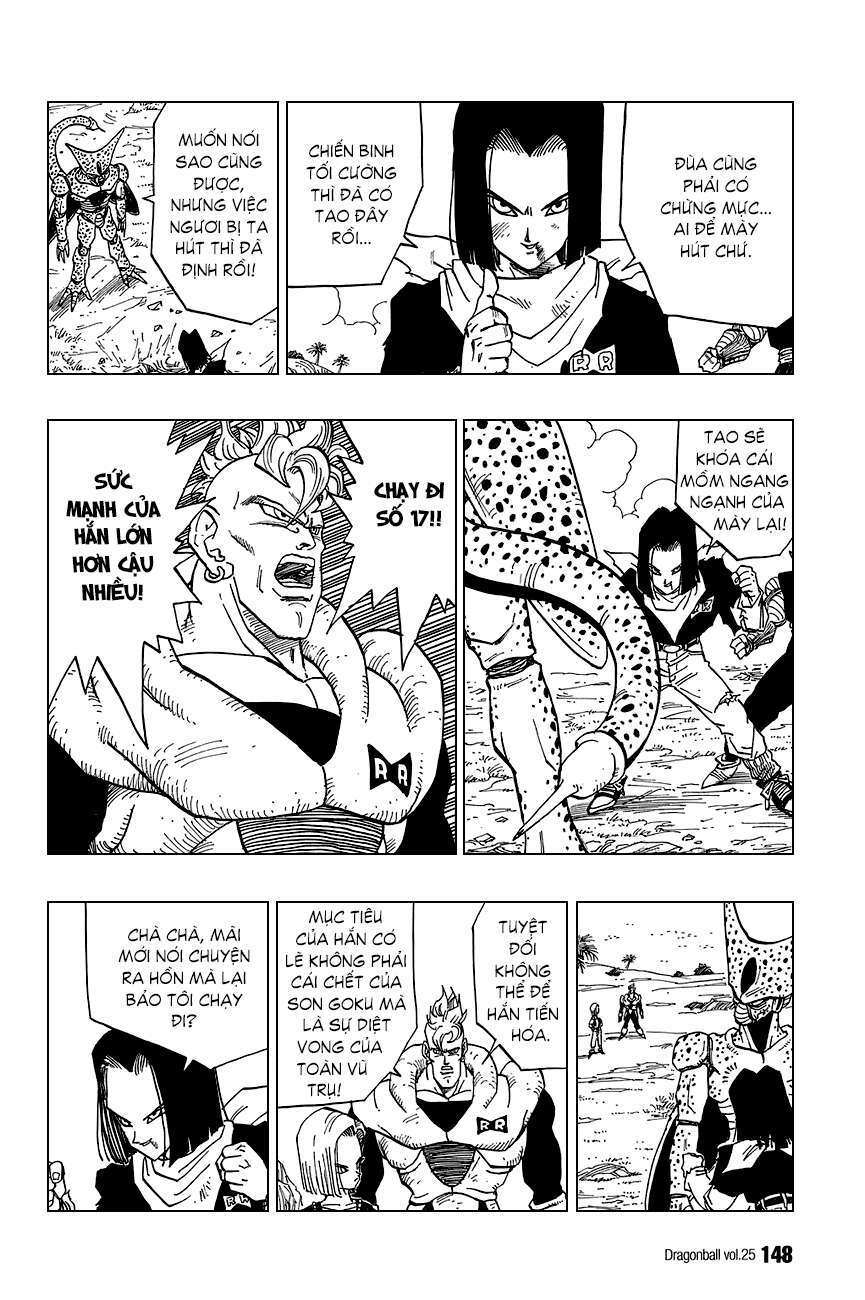 ĐÙA CŨNG
PHẢI CÓ
CHỪNG MỰC...
AI ĐỂ MÀY
HÚT CHỨ.
CHIẾN BINH
TỐI CƯỜNG
THÌ ĐÃ CÓ
TAO ĐÂY
RỒI...
R R
MUỐN NÓI
SAO CŨNG
ĐƯỢC,
NHƯNG VIỆC
NGƯƠI BỊ TA
HÚT THÌ ĐÃ
ĐỊNH RỒI!
TAO SẼ
KHÓA CÁI
MỒM NGANG
NGẠNH CỦA
MÀY LẠI!
RR
CHẠY ĐI
SỐ 17!!
SỨC
MẠNH CỦA
HẮN LỚN
HƠN CẬU
NHIỀU!
RR
TUYỆT
ĐỐI
KHÔNG
THỂ ĐỂ
HẮN TIẾN
HÓA.
MỤC TIÊU
CỦA HẮN CÓ
LẼ KHÔNG PHẢI
CÁI CHẾT CỦA
SON GOKU MÀ
LÀ SỰ DIỆT
VONG CỦA
TOÀN VŨ
TRỤ!
RR
CHÀ CHÀ, MÃI
MỚI NÓI CHUYỆN
RA HỒN MÀ LẠI
BẢO TÔI CHẠY
ĐI?
RR
Dragonball vol.25 148